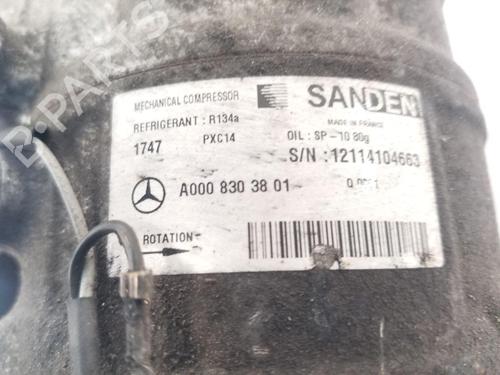 MECHANICAL COMPRESSOR
SANDEN
REFRIGERANT : R134a
MADE IN FRANCE
1747 PXC14
OIL : SP-10 80g
S/N : 12114104663
A000 830 38 01
ROTATION
B-PARTS